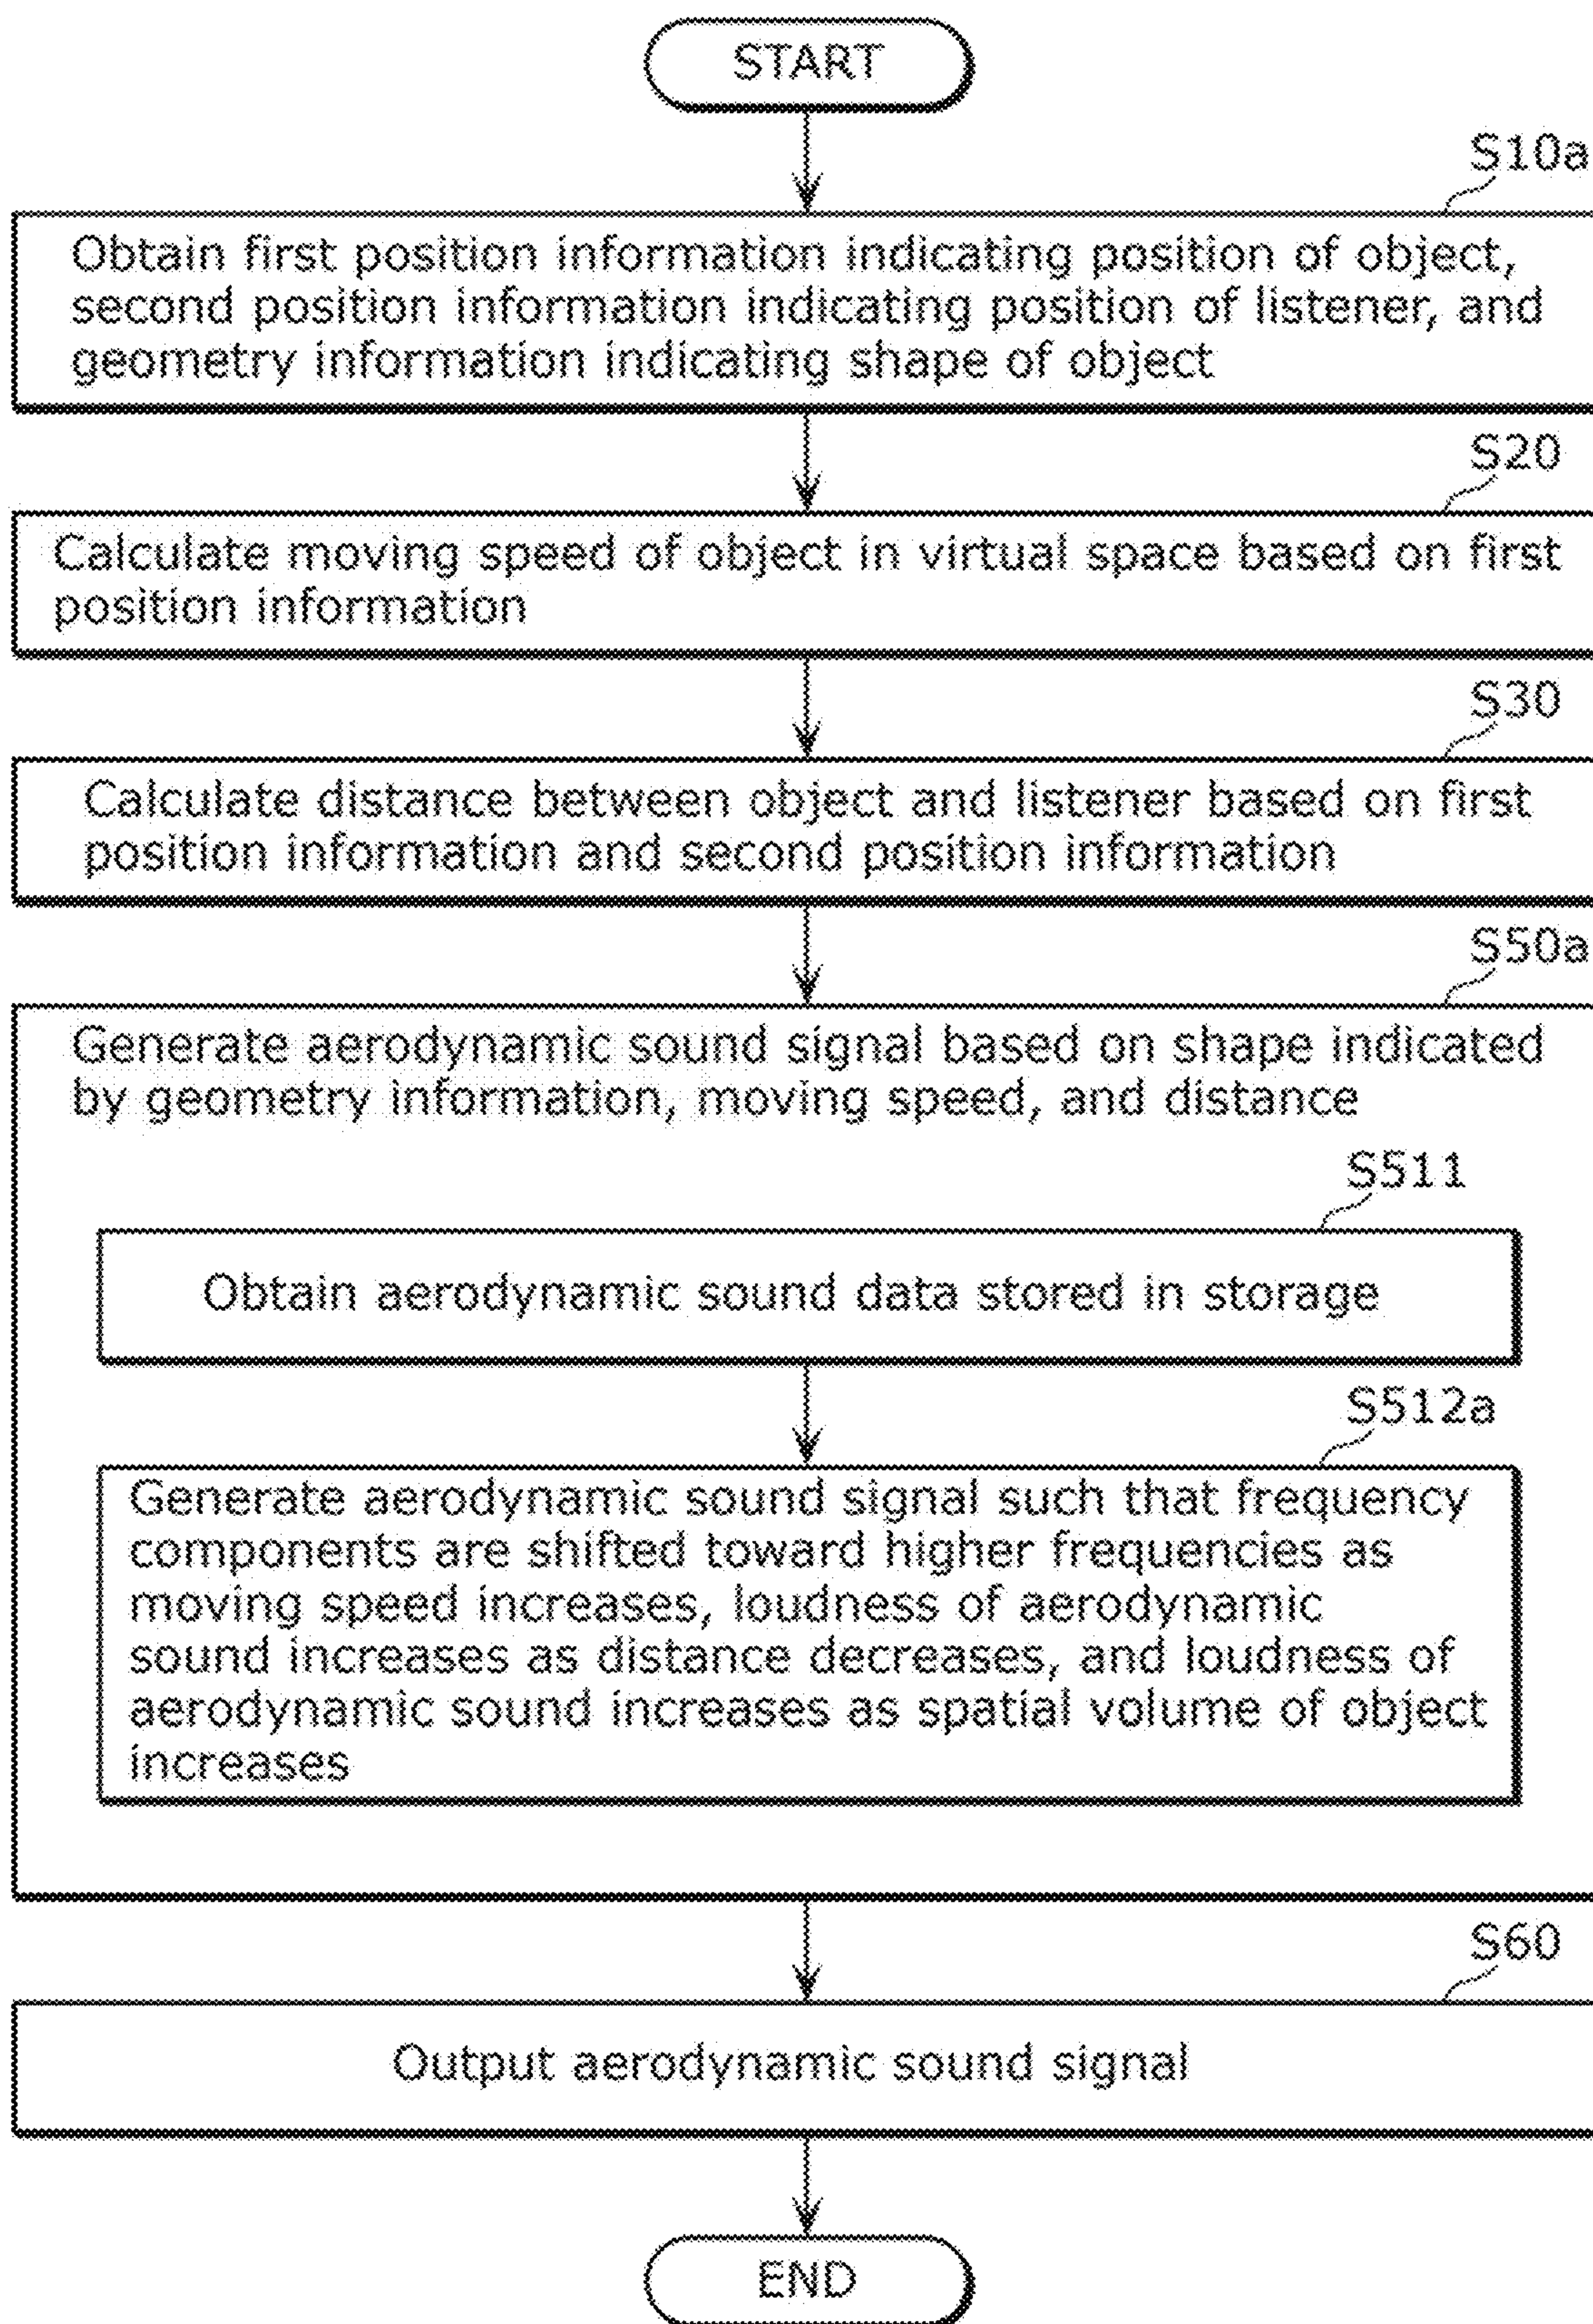 START
S10a
Obtain first position information indicating position of object,
second position information indicating position of listener, and
geometry information indicating shape of object
S20
Calculate moving speed of object in virtual space based on first
position information
S30
Calculate distance between object and listener based on first
position information and second position information
S50a
Generate aerodynamic sound signal based on shape indicated
by geometry information, moving speed, and distance
S511
Obtain aerodynamic sound data stored in storage
S512a
Generate aerodynamic sound signal such that frequency
components are shifted toward higher frequencies as
moving speed increases, loudness of aerodynamic
sound increases as distance decreases, and loudness of
aerodynamic sound increases as spatial volume of object
increases
S60
Output aerodynamic sound signal
END